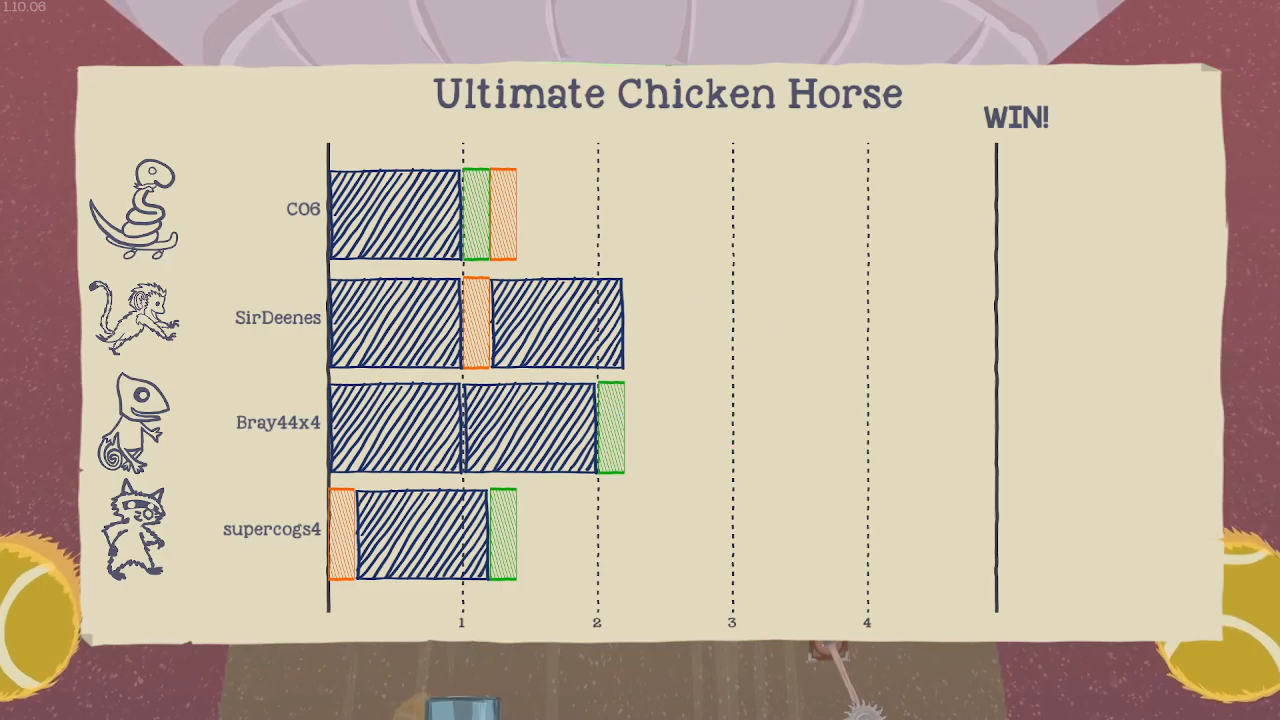 1.10.06
Ultimate Chicken Horse
WIN!
CO6
SirDeenes
Bray44x4
supercogs4
1 2 3 4